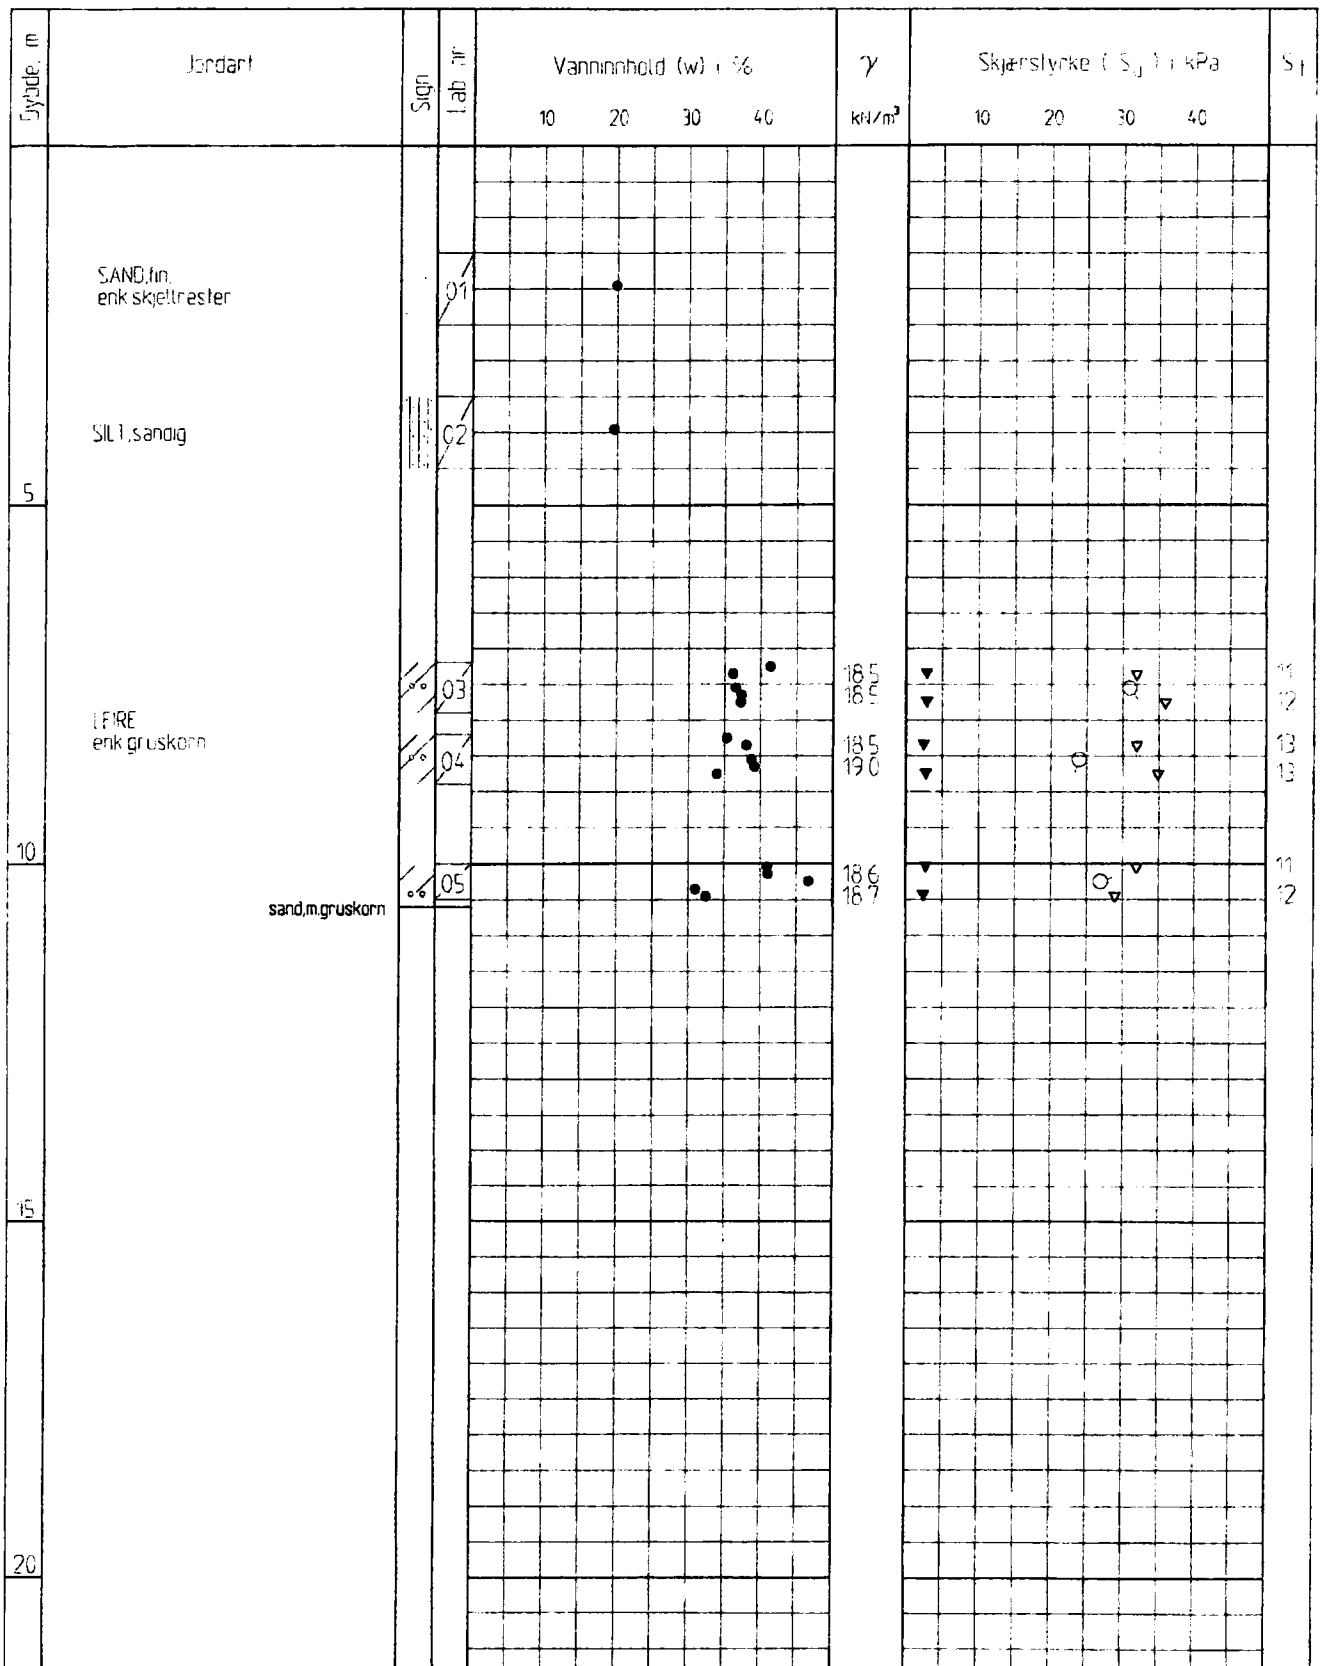 Dybde, m
Jordart
Sign
Lab nr
Vanninnhold (w) i %
10 20 30 40
γ
kN/m³
Skjærstyrke (Su) i kPa
10 20 30 40
St
SAND,fin,
enk skjellrester
01
SILT,sandig
02
5
LEIRE
enk gruskorn
03
18.5 11
18.5 12
04
18.5 13
19.0 13
10
05
18.6 11
18.7 12
sand,m.gruskorn
15
20